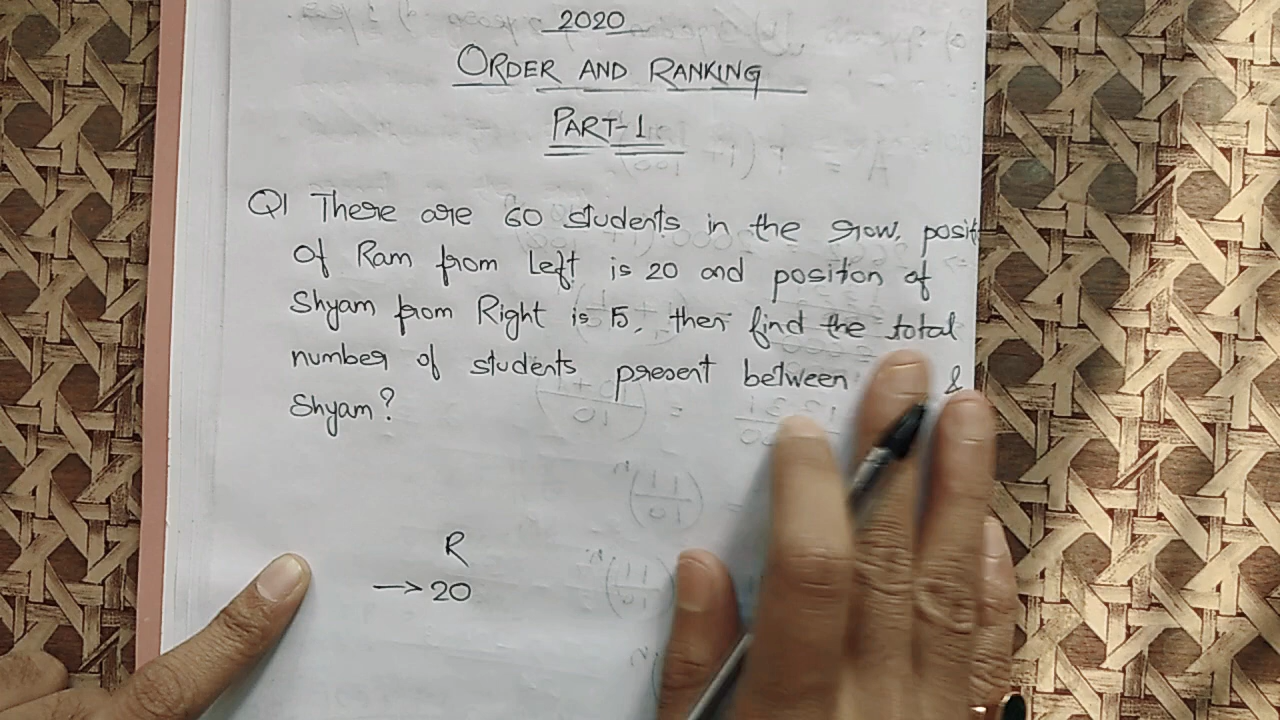 2020
ORDER AND RANKING
PART-1
Q1 There are 60 students in the row, posit
of Ram from Left is 20 and positon of
Shyam from Right is 15, then find the total
number of students present between &
Shyam?
R
→ 20